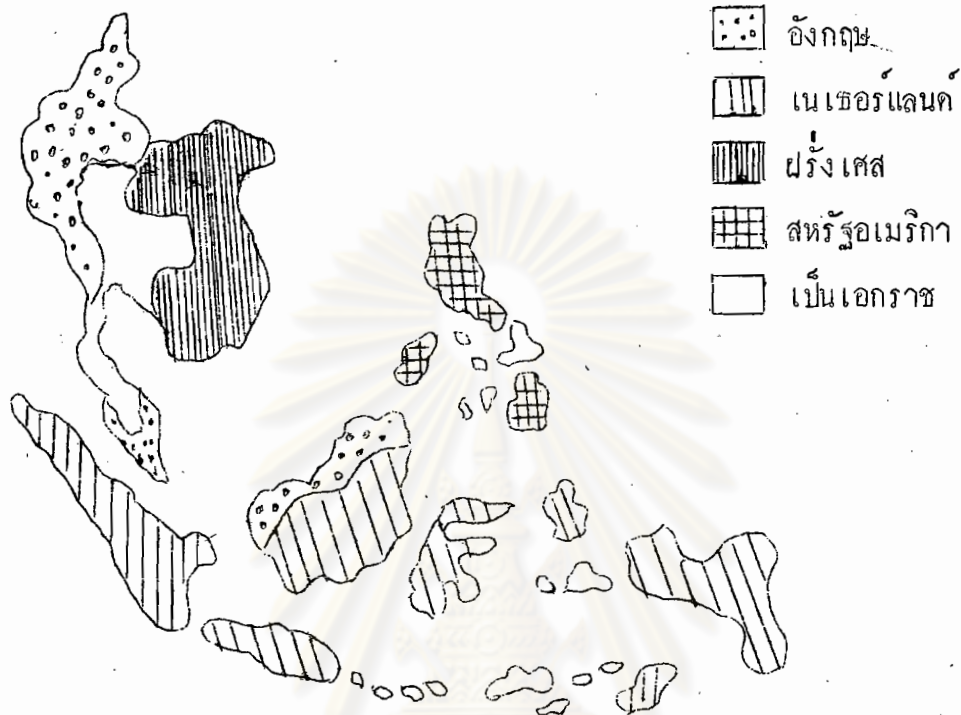 อังกฤษ
เนเธอร์แลนด์
ฝรั่งเศส
สหรัฐอเมริกา
เป็นเอกราช